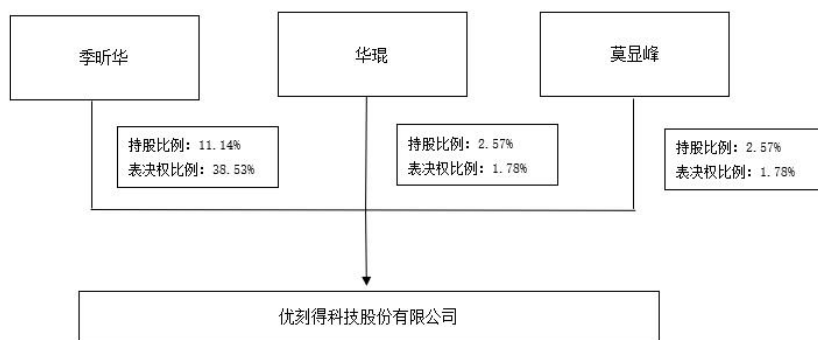 季昕华
华琨
莫显峰
持股比例：11.14%
表决权比例：38.53%
持股比例：2.57%
表决权比例：1.78%
持股比例：2.57%
表决权比例：1.78%
优刻得科技股份有限公司